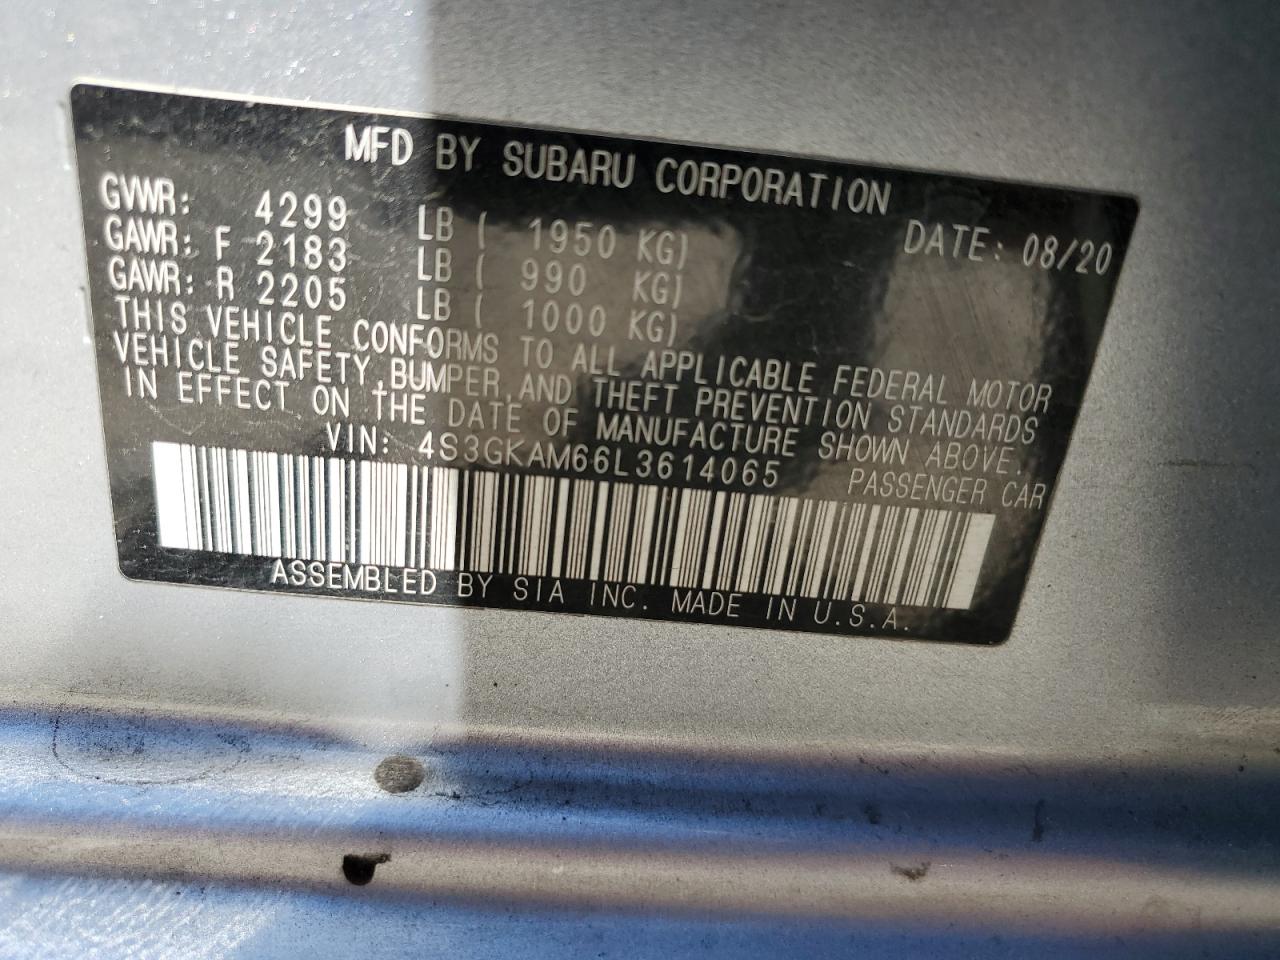 MFD BY SUBARU CORPORATION
GVWR: 4299 LB ( 1950 KG) DATE: 08/20
GAWR: F 2183 LB ( 990 KG)
GAWR: R 2205 LB ( 1000 KG)
THIS VEHICLE CONFORMS TO ALL APPLICABLE FEDERAL MOTOR
VEHICLE SAFETY,BUMPER,AND THEFT PREVENTION STANDARDS
IN EFFECT ON THE DATE OF MANUFACTURE SHOWN ABOVE.
VIN: 4S3GKAM66L3614065 PASSENGER CAR
ASSEMBLED BY SIA INC. MADE IN U.S.A.